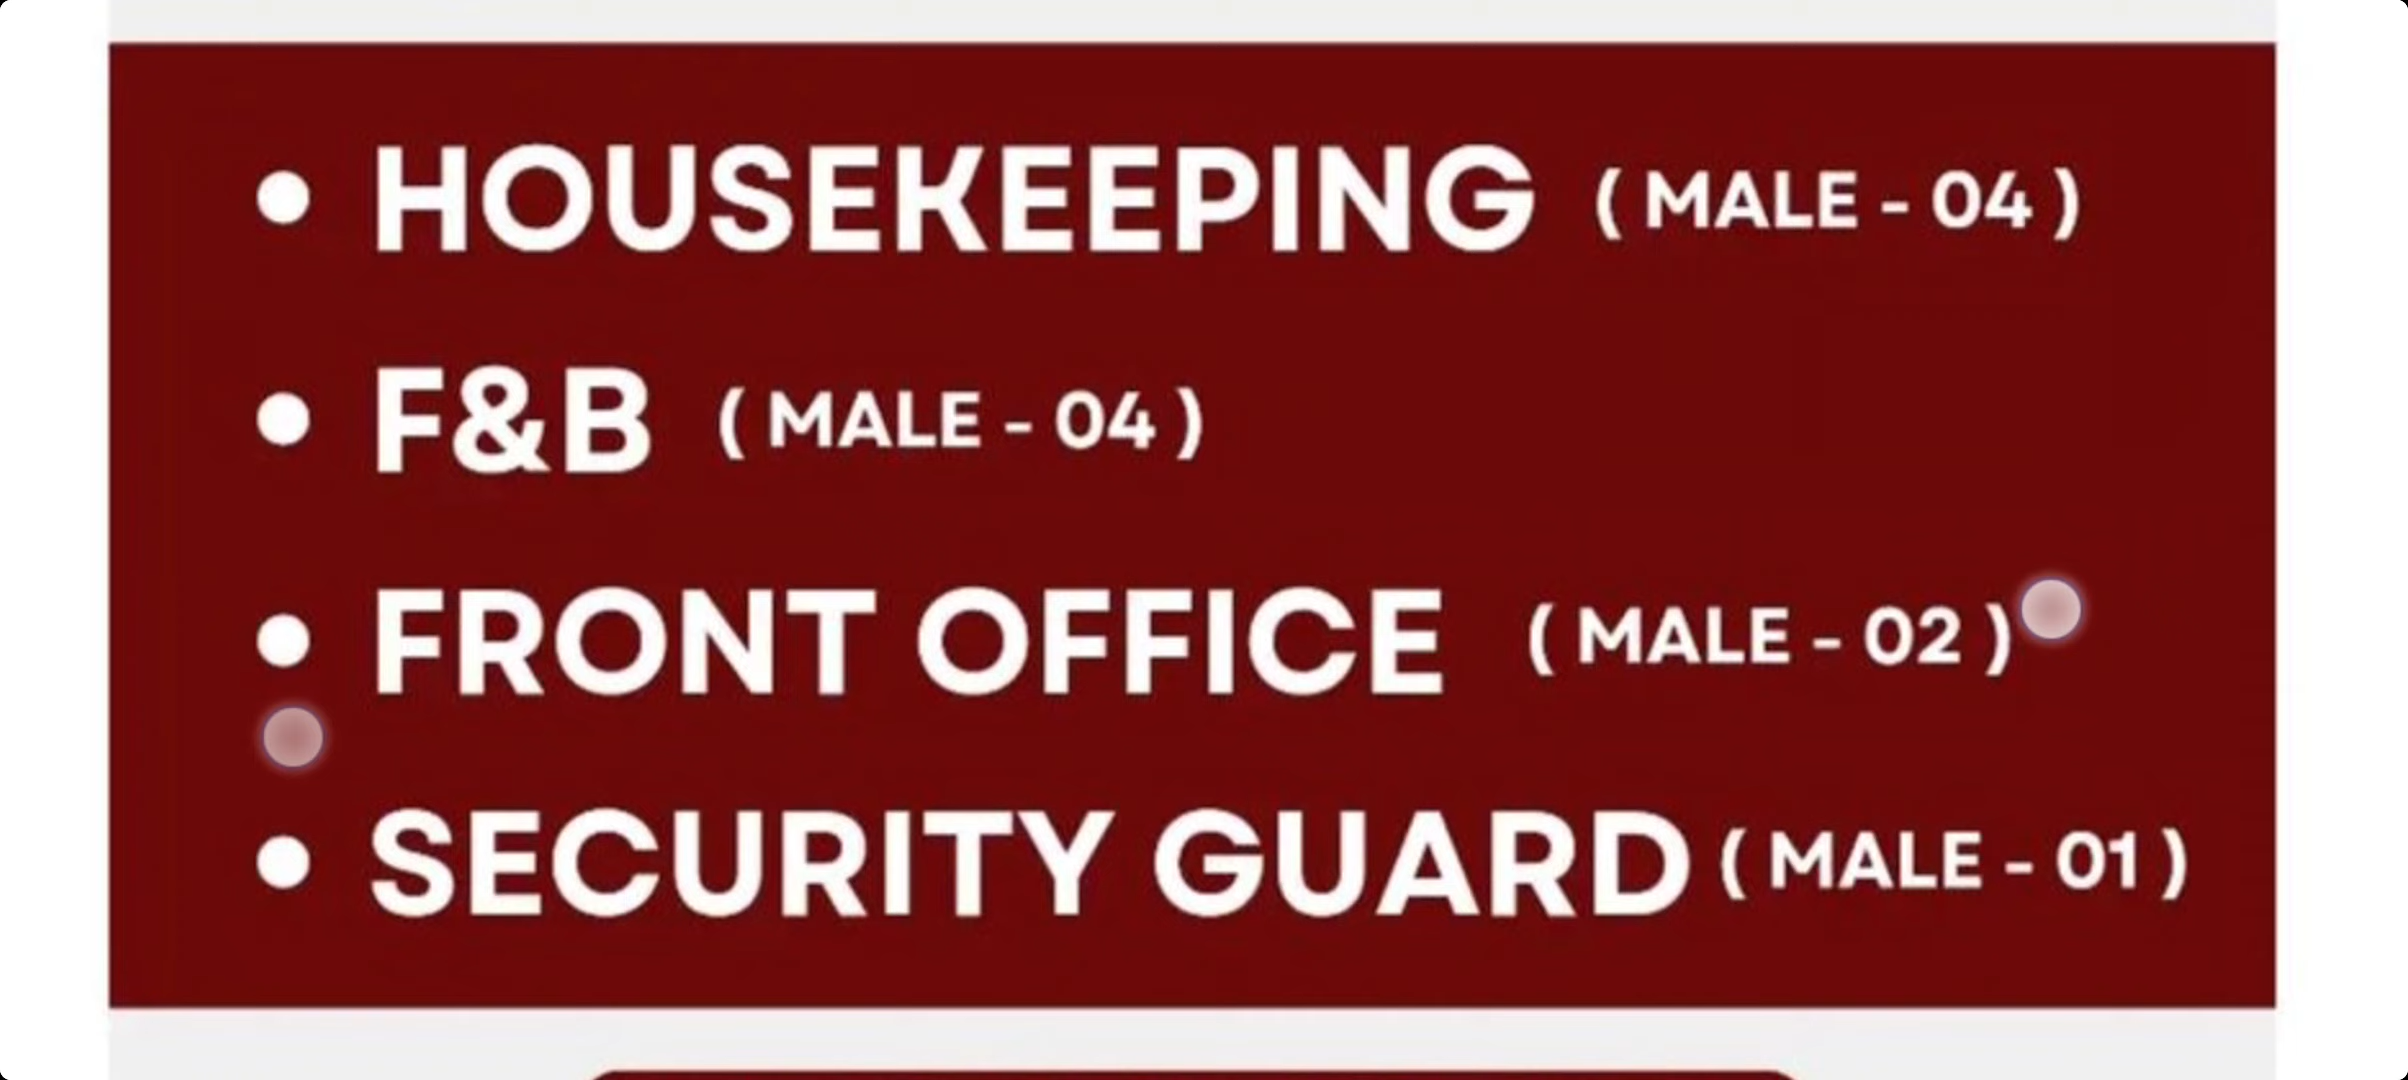 • HOUSEKEEPING ( MALE - 04 )
• F&B ( MALE - 04 )
• FRONT OFFICE ( MALE - 02 )
• SECURITY GUARD ( MALE - 01 )